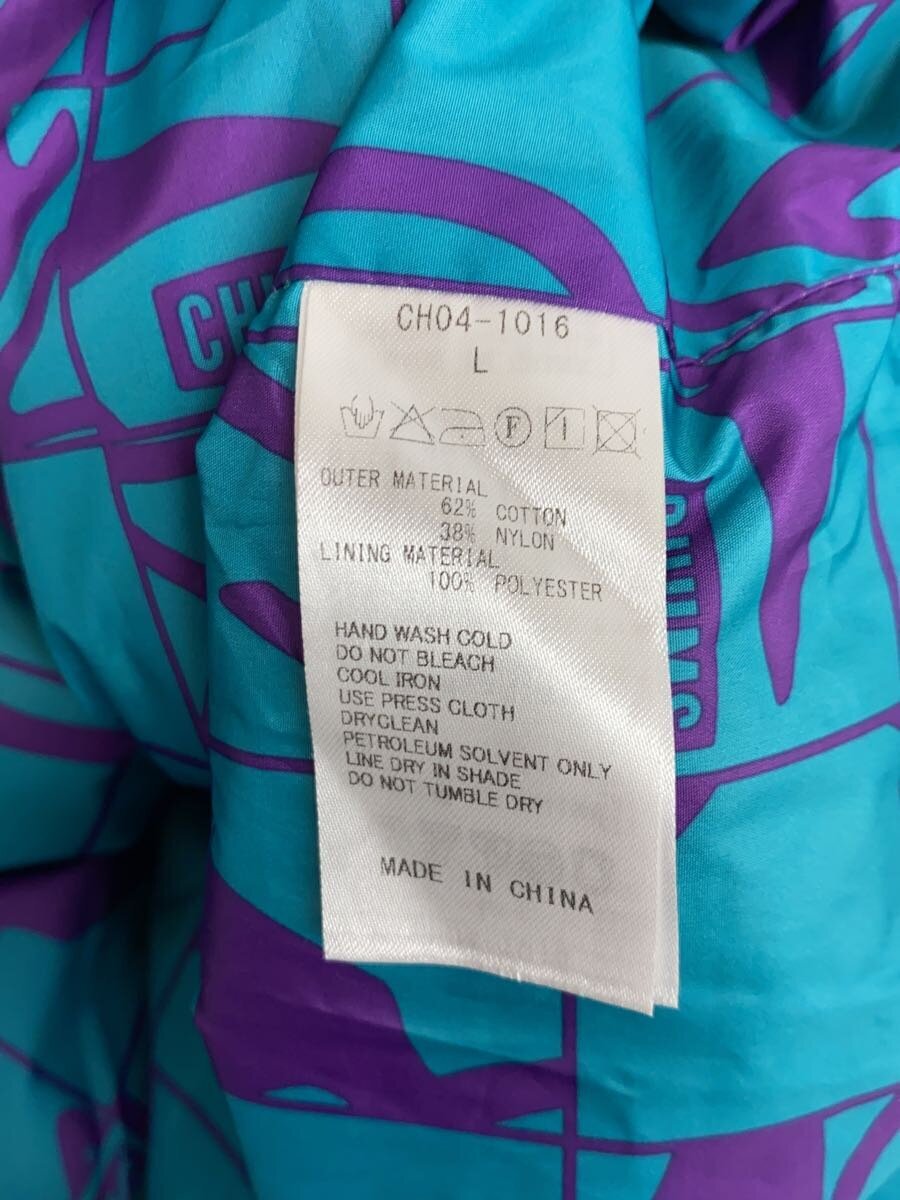 CH04-1016
L
F
1
OUTER MATERIAL
62% COTTON
38% NYLON
LINING MATERIAL
100% POLYESTER
HAND WASH COLD
DO NOT BLEACH
COOL IRON
USE PRESS CLOTH
DRYCLEAN
PETROLEUM SOLVENT ONLY
LINE DRY IN SHADE
DO NOT TUMBLE DRY
MADE IN CHINA